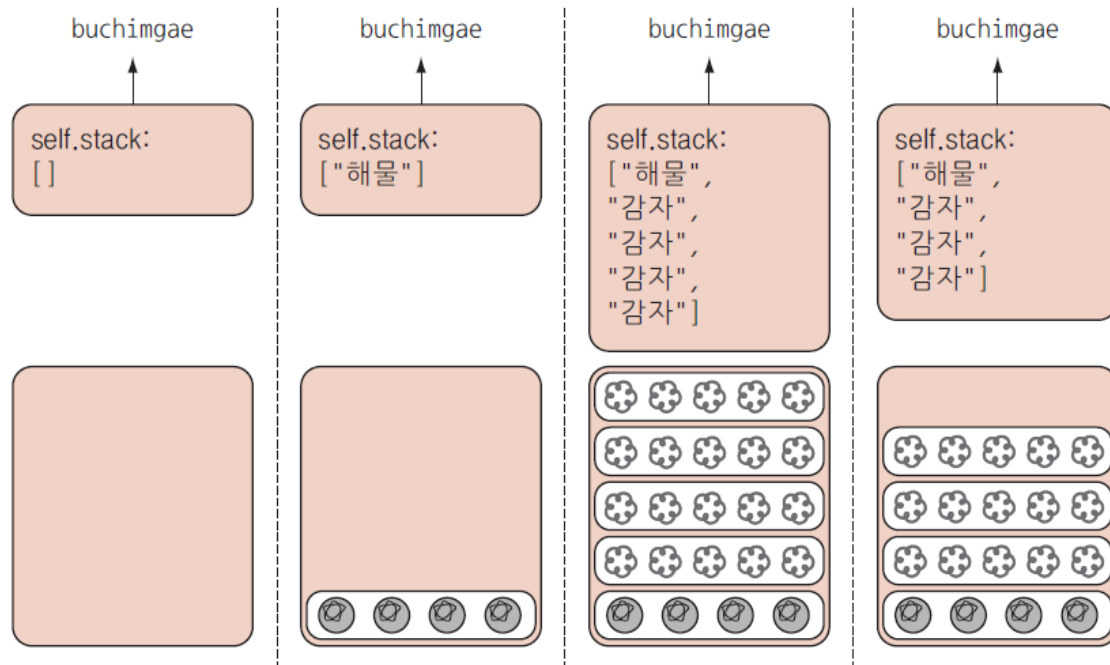 buchimgae
self.stack:
[]
buchimgae
self.stack:
["해물"]
buchimgae
self.stack:
["해물",
"감자",
"감자",
"감자",
"감자"]
buchimgae
self.stack:
["해물",
"감자",
"감자",
"감자"]